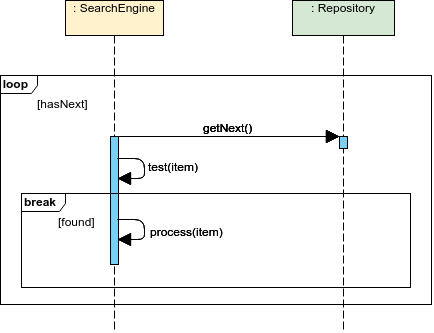 : SearchEngine
: Repository
loop
[hasNext]
getNext()
test(item)
break
[found]
process(item)